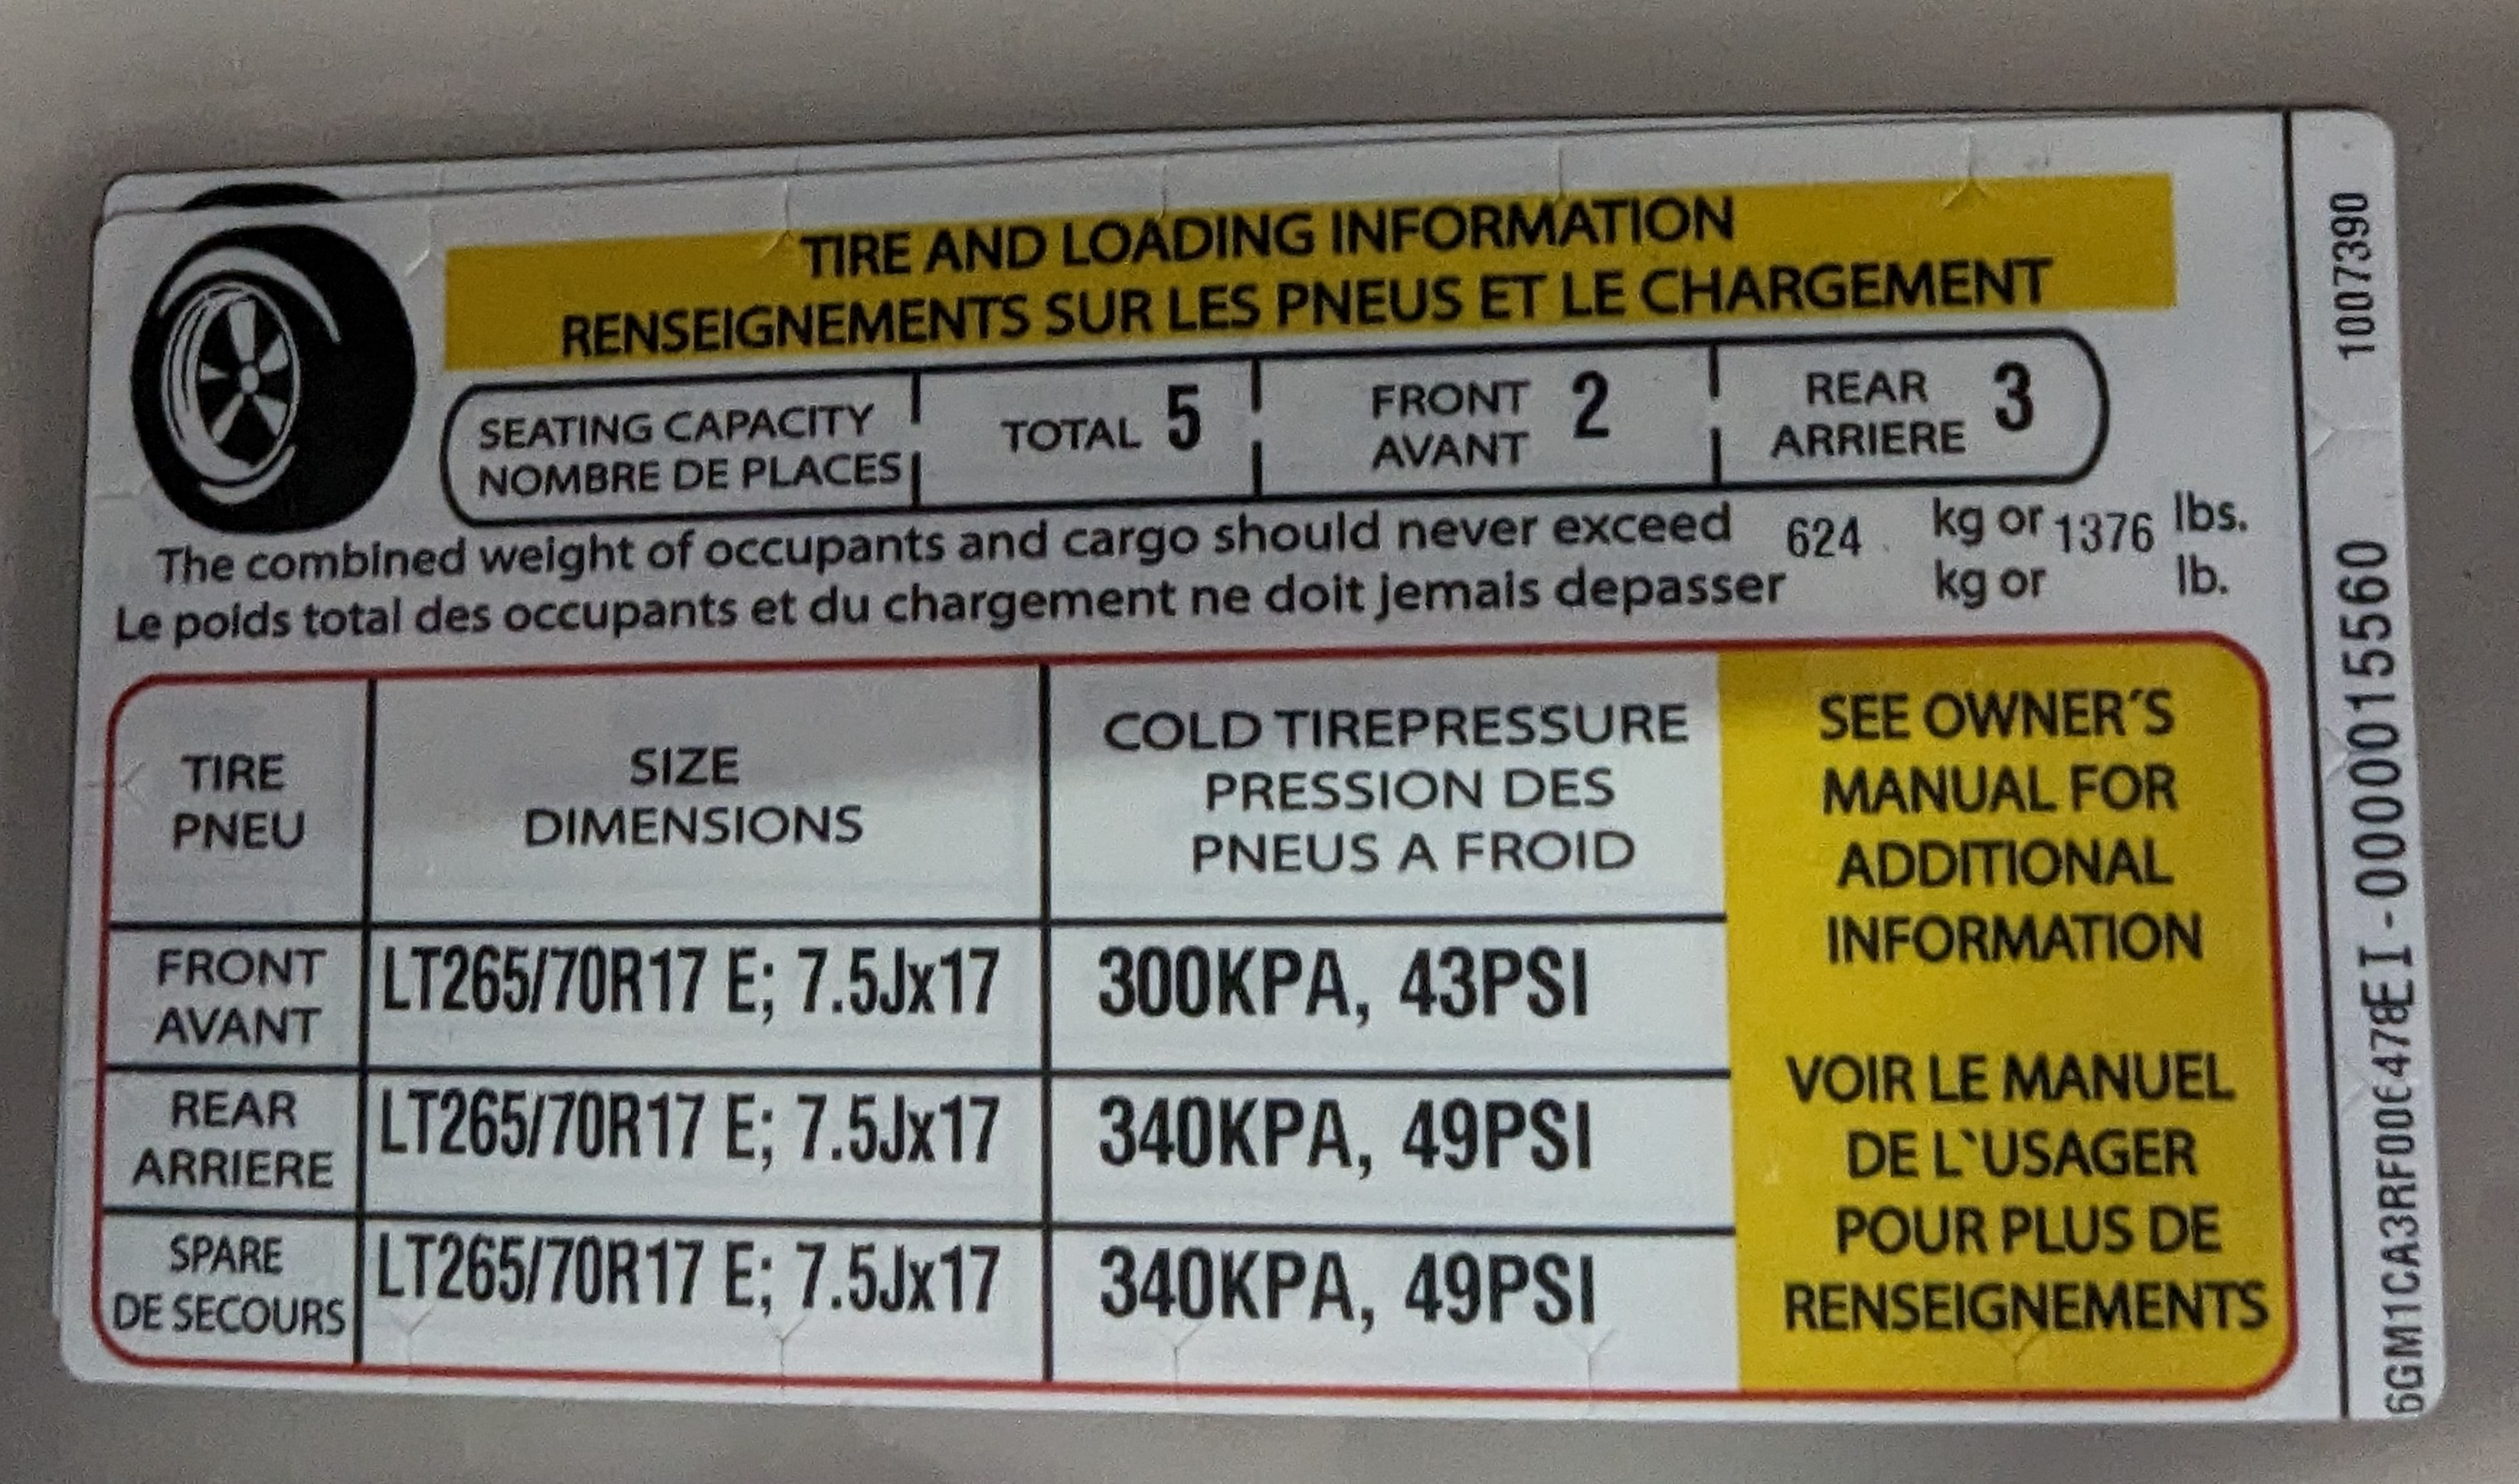 TIRE AND LOADING INFORMATION
RENSEIGNEMENTS SUR LES PNEUS ET LE CHARGEMENT
SEATING CAPACITY
NOMBRE DE PLACES
TOTAL 5
FRONT
AVANT
2
REAR
ARRIERE
3
The combined weight of occupants and cargo should never exceed 624 kg or 1376 lbs.
Le poids total des occupants et du chargement ne doit jemais depasser kg or lb.
TIRE
PNEU
SIZE
DIMENSIONS
COLD TIREPRESSURE
PRESSION DES
PNEUS A FROID
FRONT
AVANT
LT265/70R17 E; 7.5Jx17
300KPA, 43PSI
REAR
ARRIERE
LT265/70R17 E; 7.5Jx17
340KPA, 49PSI
SPARE
DE SECOURS
LT265/70R17 E; 7.5Jx17
340KPA, 49PSI
SEE OWNER´S
MANUAL FOR
ADDITIONAL
INFORMATION
VOIR LE MANUEL
DE L`USAGER
POUR PLUS DE
RENSEIGNEMENTS
1007390